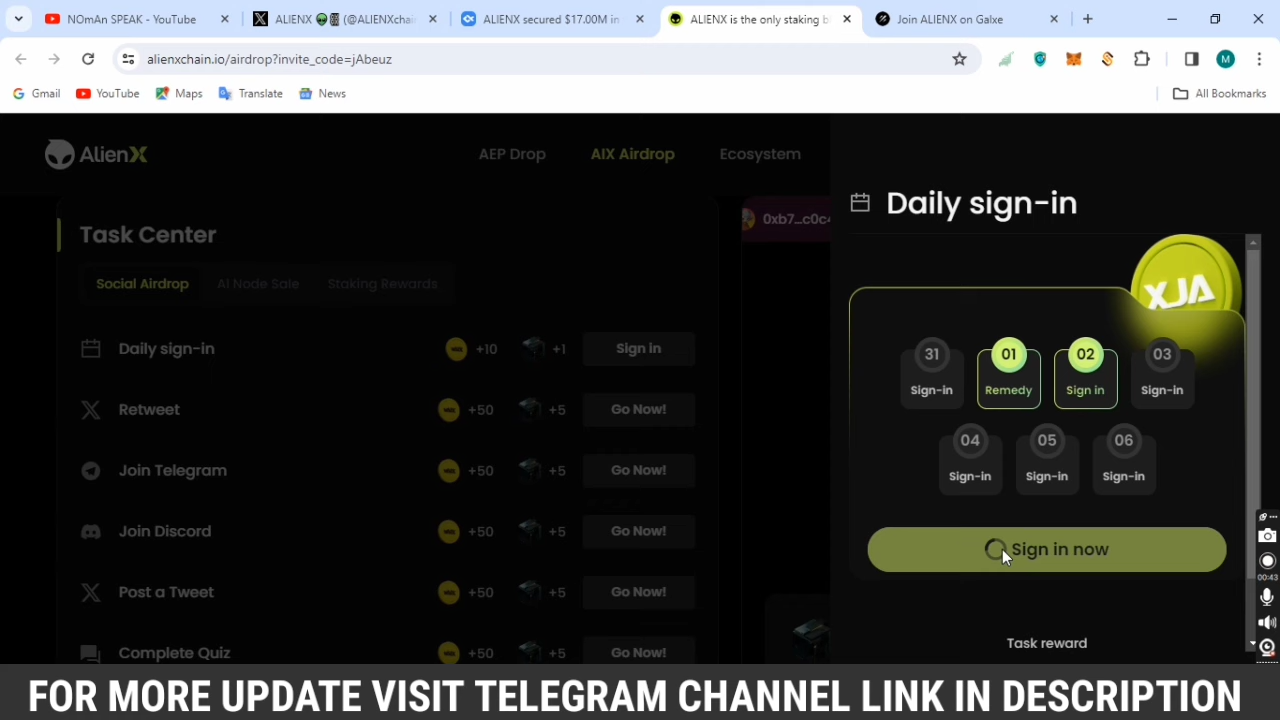 NOmAn SPEAK - YouTube
ALIENX 👽📱 (@ALIENXchai
ALIENX secured $17.00M in
ALIENX is the only staking b
Join ALIENX on Galxe
alienxchain.io/airdrop?invite_code=jAbeuz
M
Gmail
YouTube
Maps
Translate
News
All Bookmarks
AlienX
AEP Drop
AIX Airdrop
Ecosystem
Task Center
0xb7_c0c4
Social Airdrop
AI Node Sale
Staking Rewards
Daily sign-in +10 +1 Sign in
Retweet +50 +5 Go Now!
Join Telegram +50 +5 Go Now!
Join Discord +50 +5 Go Now!
Post a Tweet +50 +5 Go Now!
Complete Quiz +50 +5 Go Now!
Daily sign-in
XJA
31 01 02 03
Sign-in Remedy Sign in Sign-in
04 05 06
Sign-in Sign-in Sign-in
Sign in now
Task reward
00:43
FOR MORE UPDATE VISIT TELEGRAM CHANNEL LINK IN DESCRIPTION